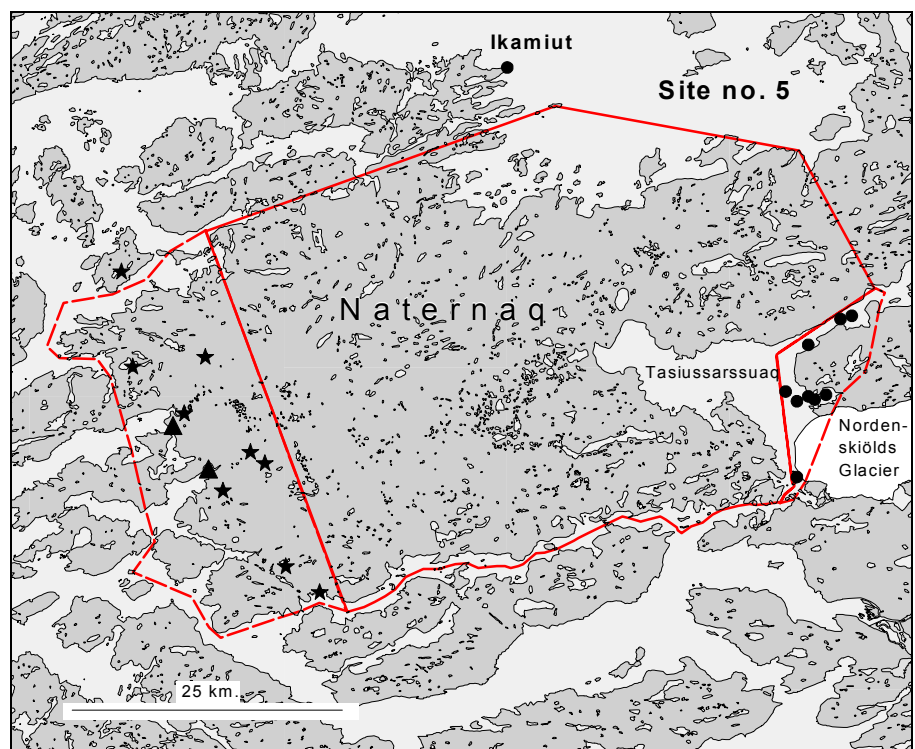 Ikamiut
Site no. 5
Naternaq
Tasiussarssuaq
Norden-
skiölds
Glacier
25 km.